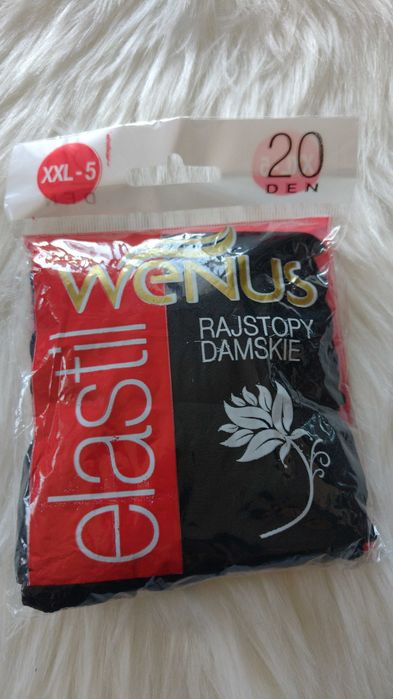 XXL-5
20
DEN
weNus
elastil
RAJSTOPY
DAMSKIE